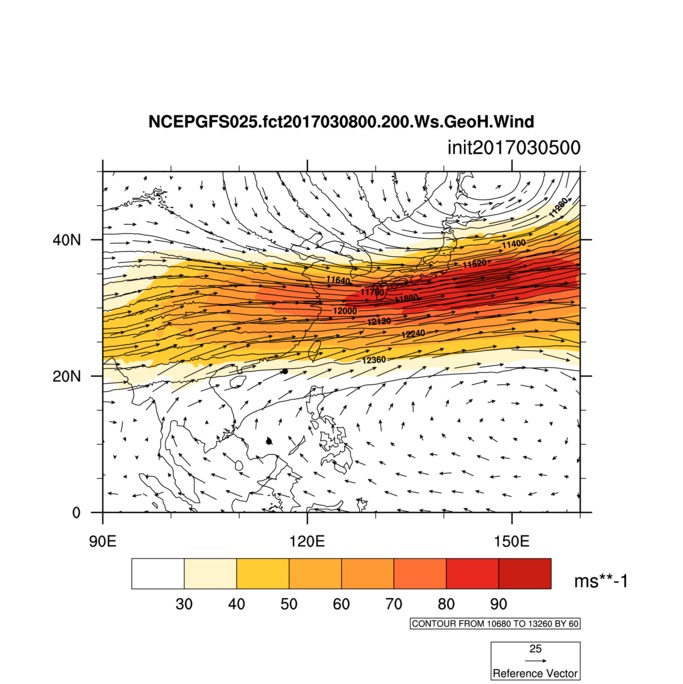 NCEPGFS025.fct2017030800.200.Ws.GeoH.Wind
init2017030500
11280
40N
11400
11520
11640
11760
11880
12000
12120
12240
12360
20N
0
90E 120E 150E
ms**-1
30 40 50 60 70 80 90
CONTOUR FROM 10680 TO 13260 BY 60
25
Reference Vector